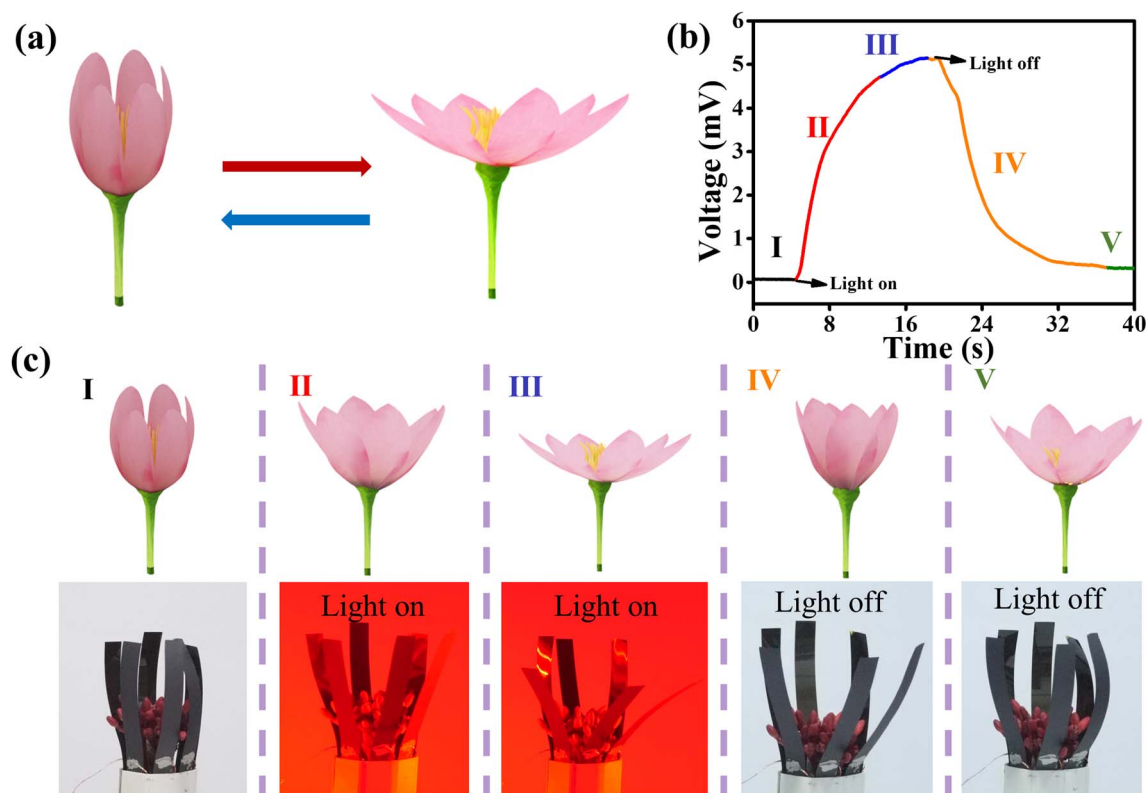 (a)
(b)
Voltage (mV)
6
5
4
3
2
1
0
I
II
III
IV
V
Light off
Light on
0
8
16
24
32
40
Time (s)
(c)
I
II
III
IV
V
Light on
Light on
Light off
Light off